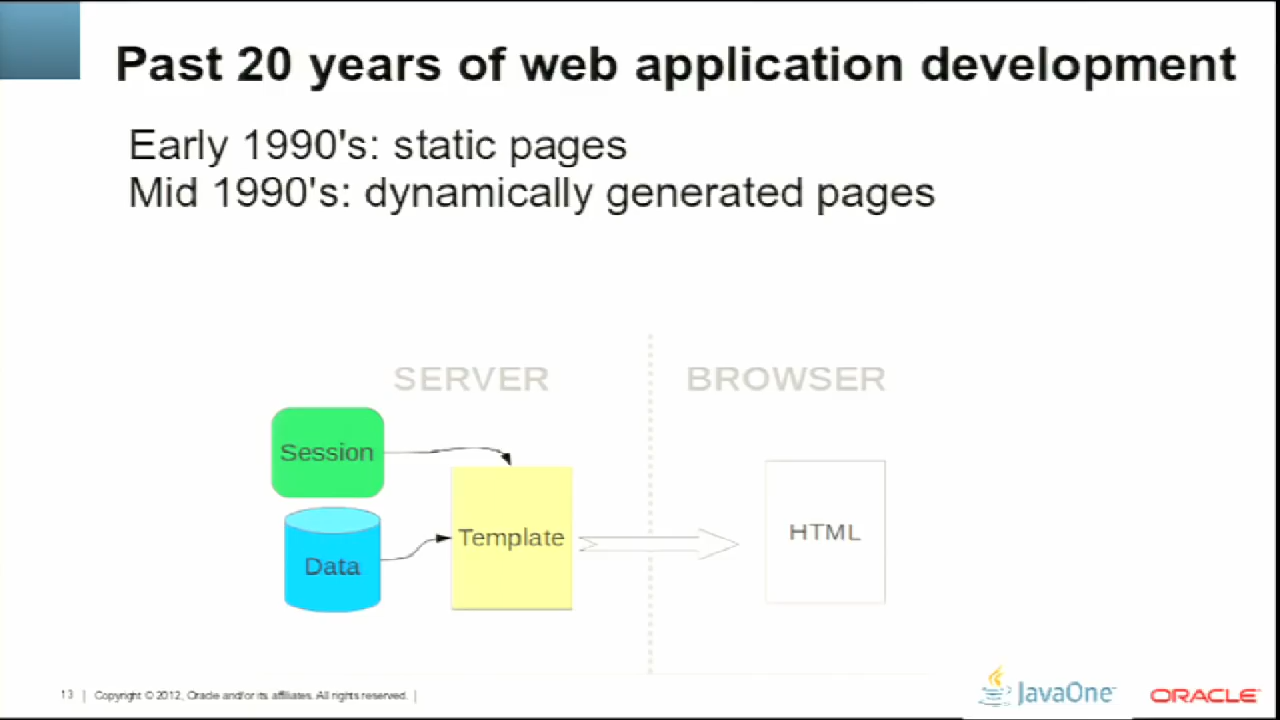 Past 20 years of web application development
Early 1990's: static pages
Mid 1990's: dynamically generated pages
SERVER
BROWSER
Session
Template
HTML
Data
13 | Copyright © 2012, Oracle and/or its affiliates. All rights reserved. |
JavaOne™
ORACLE®